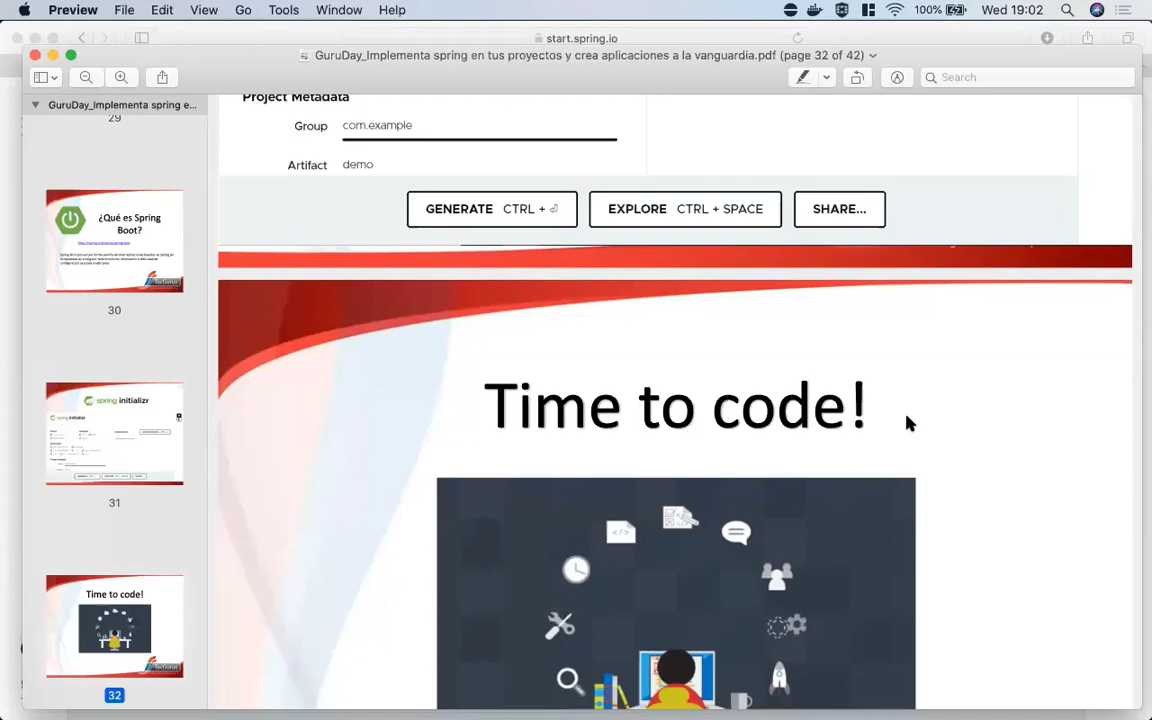 Preview File Edit View Go Tools Window Help 100% Wed 19:02
start.spring.io
GuruDay_Implementa spring en tus proyectos y crea aplicaciones a la vanguardia.pdf (page 32 of 42)
Search
GuruDay_Implementa spring e...
29
¿Qué es Spring
Boot?
30
spring initializr
spring initializr
31
Time to code!
TecGurus
32
Project Metadata
Group com.example
Artifact demo
GENERATE CTRL + ⏎ EXPLORE CTRL + SPACE SHARE...
Time to code!